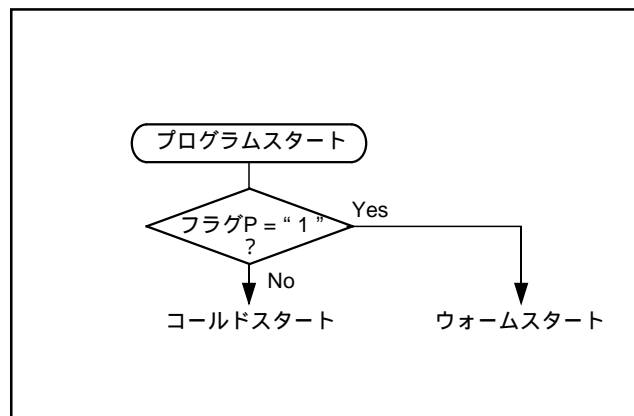 プログラムスタート
フラグP = “ 1 ”
?
Yes
No
コールドスタート
ウォームスタート